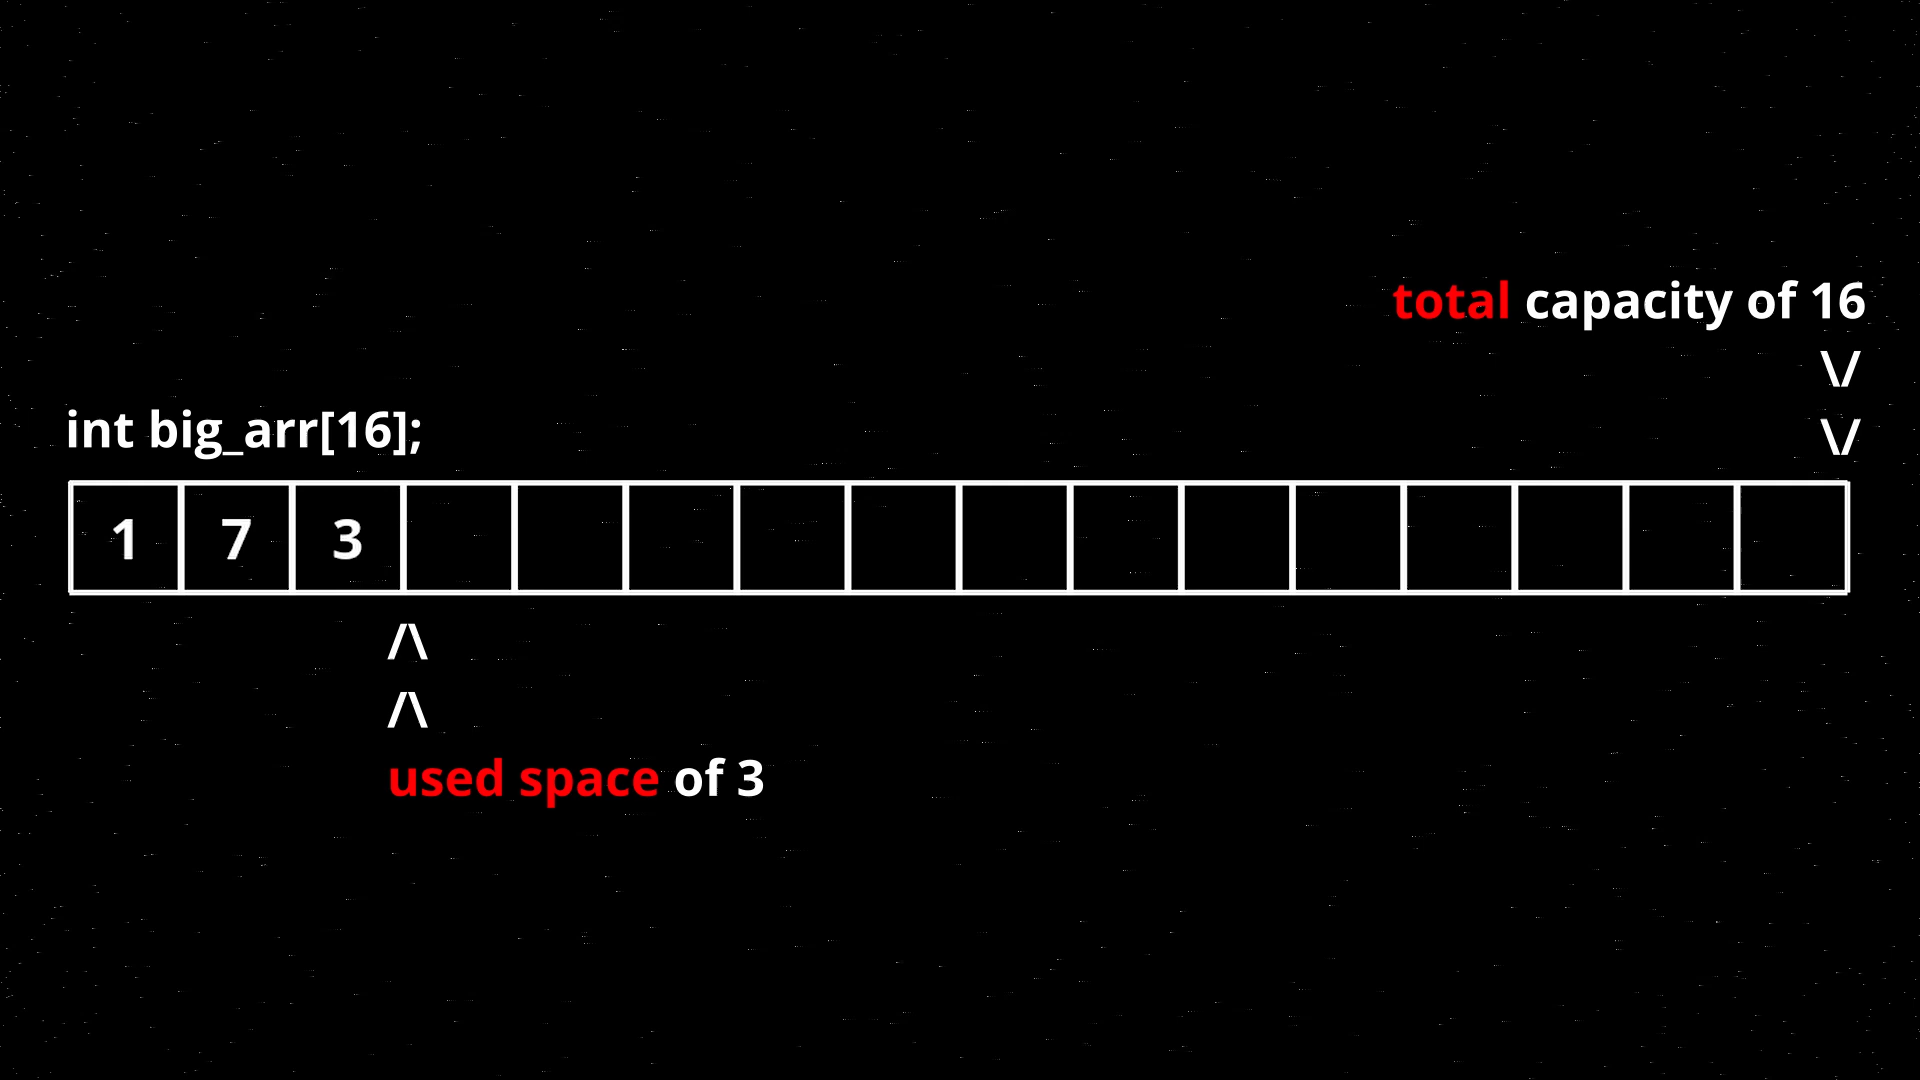 total capacity of 16
\/
\/
int big_arr[16];
1 7 3
/\
/\
used space of 3